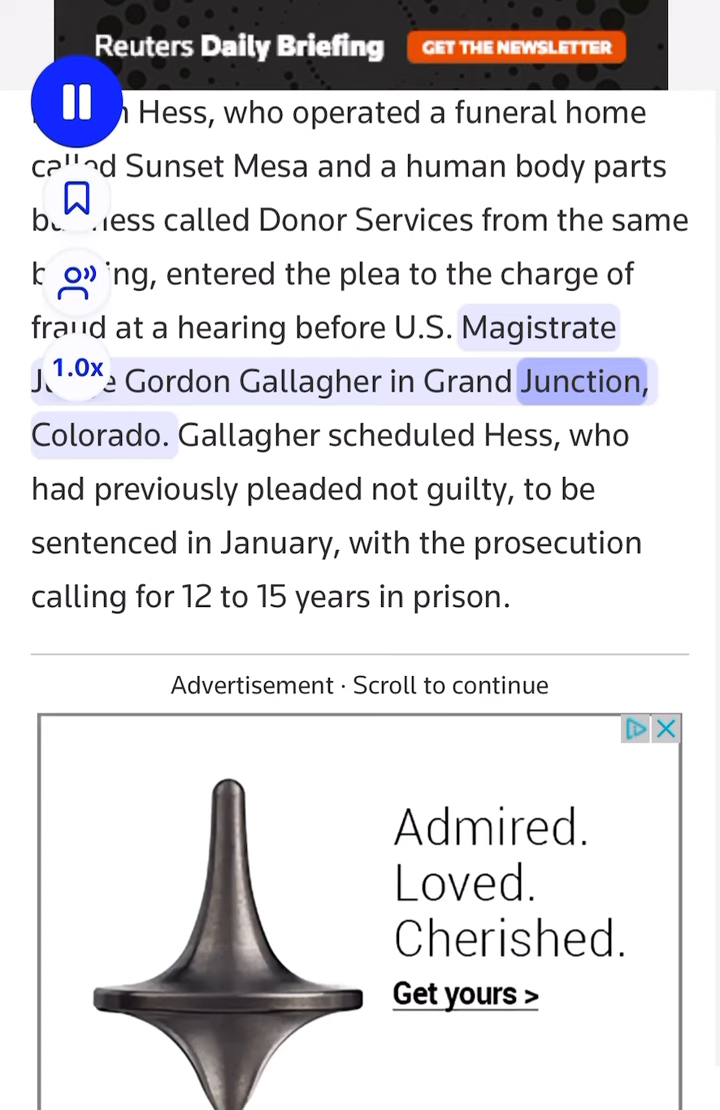 Reuters Daily Briefing GET THE NEWSLETTER
Hess, who operated a funeral home
Sunset Mesa and a human body parts
called Donor Services from the same
entered the plea to the charge of
fraud at a hearing before U.S. Magistrate
1.0x
Gordon Gallagher in Grand Junction,
Colorado. Gallagher scheduled Hess, who
had previously pleaded not guilty, to be
sentenced in January, with the prosecution
calling for 12 to 15 years in prison.
Advertisement · Scroll to continue
Admired.
Loved.
Cherished.
Get yours >